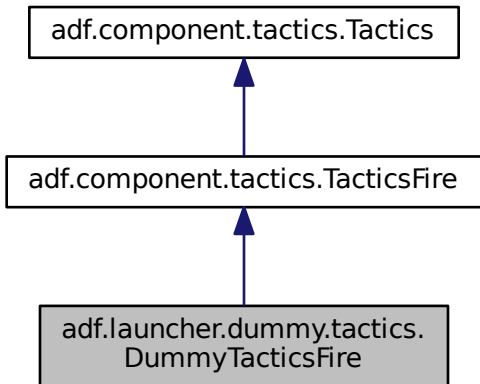 adf.component.tactics.Tactics
adf.component.tactics.TacticsFire
adf.launcher.dummy.tactics.
DummyTacticsFire